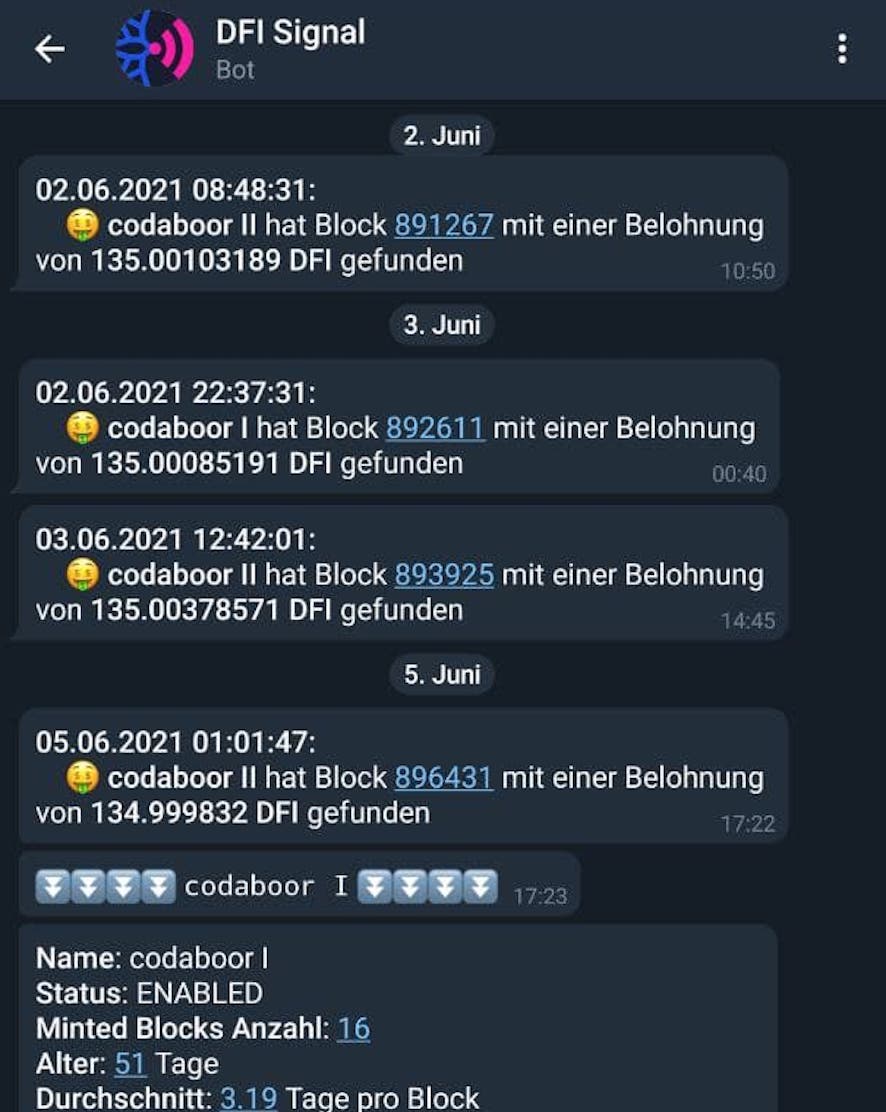 DFI Signal
Bot
2. Juni
02.06.2021 08:48:31:
🤑 codaboor II hat Block 891267 mit einer Belohnung
von 135.00103189 DFI gefunden
10:50
3. Juni
02.06.2021 22:37:31:
🤑 codaboor I hat Block 892611 mit einer Belohnung
von 135.00085191 DFI gefunden
00:40
03.06.2021 12:42:01:
🤑 codaboor II hat Block 893925 mit einer Belohnung
von 135.00378571 DFI gefunden
14:45
5. Juni
05.06.2021 01:01:47:
🤑 codaboor II hat Block 896431 mit einer Belohnung
von 134.999832 DFI gefunden
17:22
⏬⏬⏬⏬ codaboor I ⏬⏬⏬⏬ 17:23
Name: codaboor I
Status: ENABLED
Minted Blocks Anzahl: 16
Alter: 51 Tage
Durchschnitt: 3.19 Tage pro Block